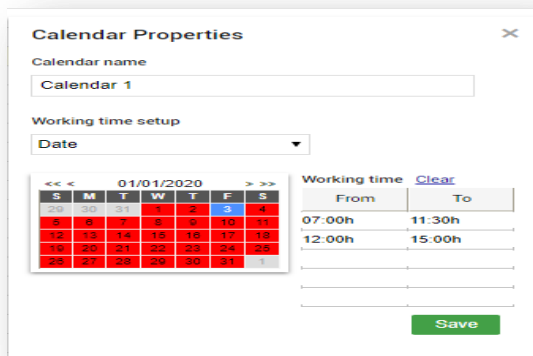 Calendar Properties ×
Calendar name
Calendar 1
Working time setup
Date
<< < 01/01/2020 > >>
S M T W T F S
29 30 31 1 2 3 4
5 6 7 8 9 10 11
12 13 14 15 16 17 18
19 20 21 22 23 24 25
26 27 28 29 30 31 1
Working time Clear
From To
07:00h 11:30h
12:00h 15:00h
Save